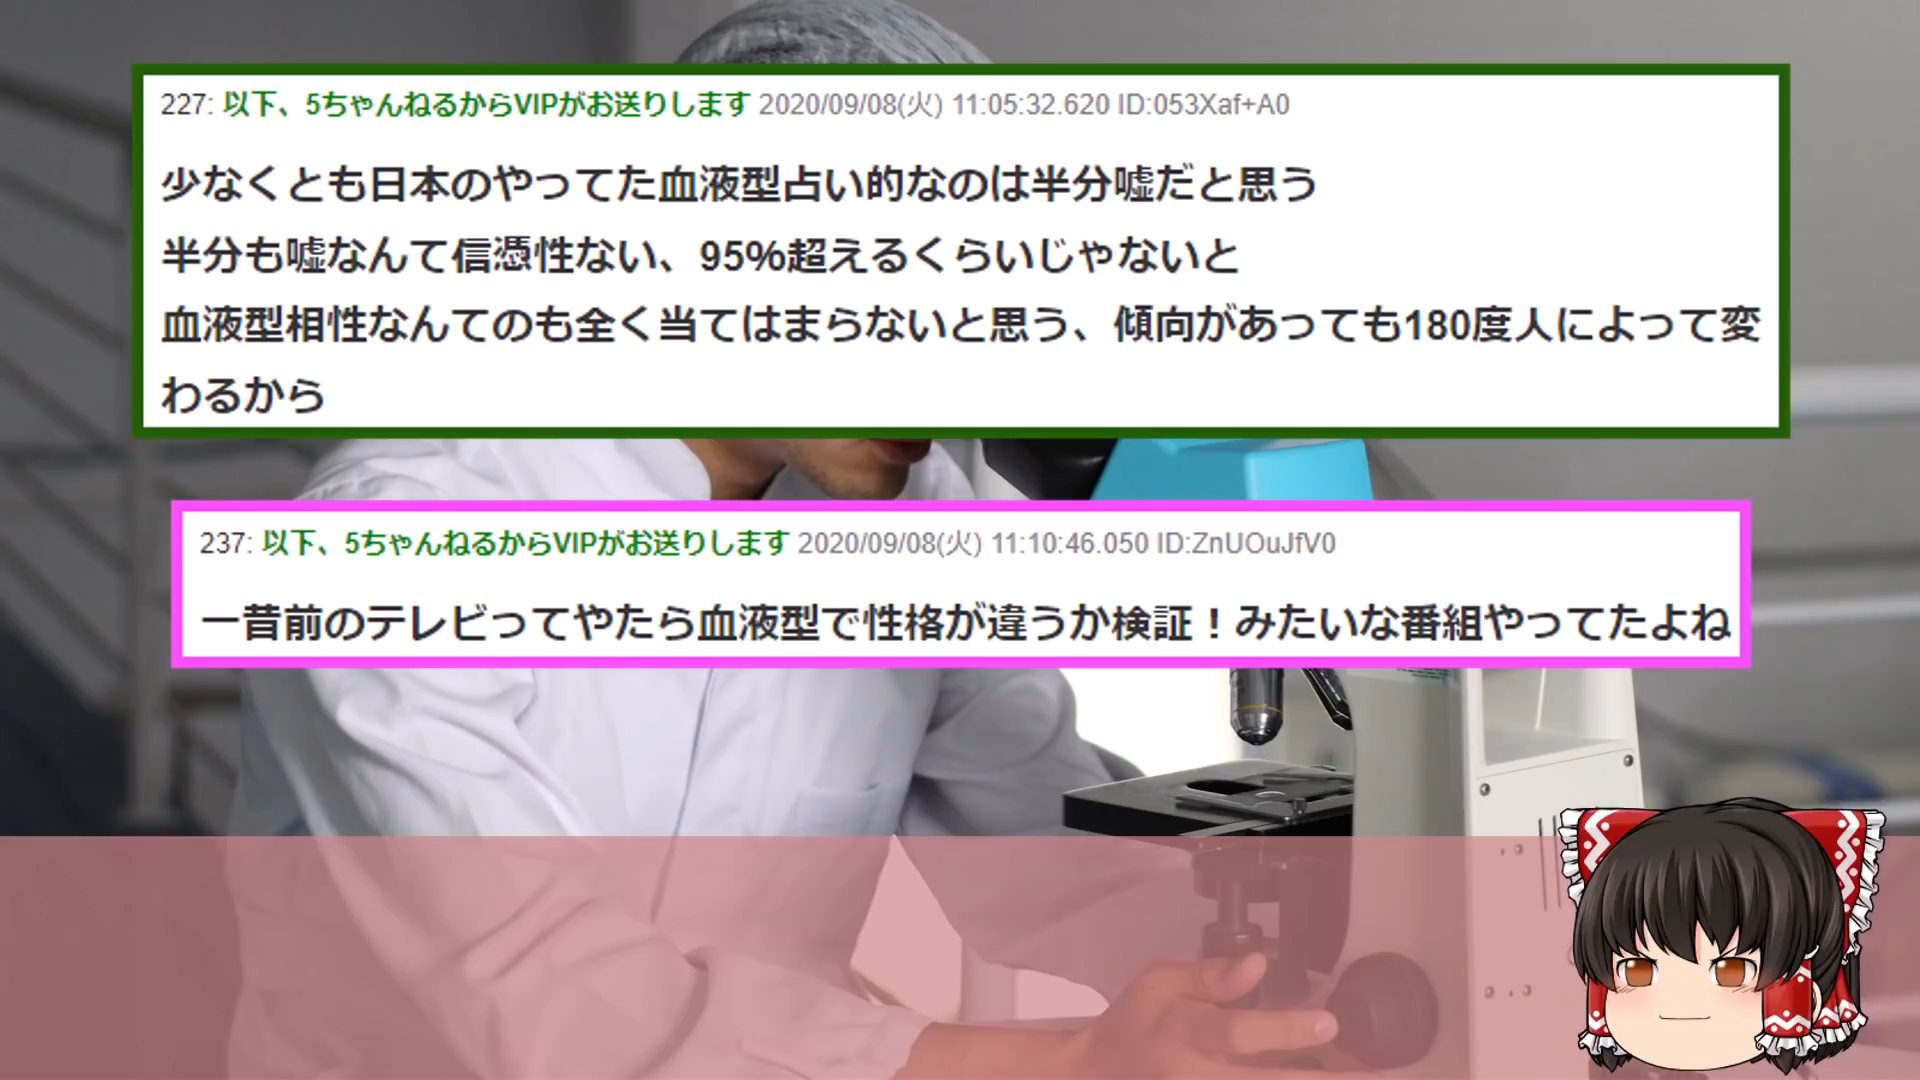 227: 以下、5ちゃんねるからVIPがお送りします 2020/09/08(火) 11:05:32.620 ID:053Xaf+A0
少なくとも日本のやってた血液型占い的なのは半分嘘だと思う
半分も嘘なんて信憑性ない、95%超えるくらいじゃないと
血液型相性なんてのも全く当てはまらないと思う、傾向があっても180度人によって変
わるから
237: 以下、5ちゃんねるからVIPがお送りします 2020/09/08(火) 11:10:46.050 ID:ZnUOuJfV0
一昔前のテレビってやたら血液型で性格が違うか検証！みたいな番組やってたよね